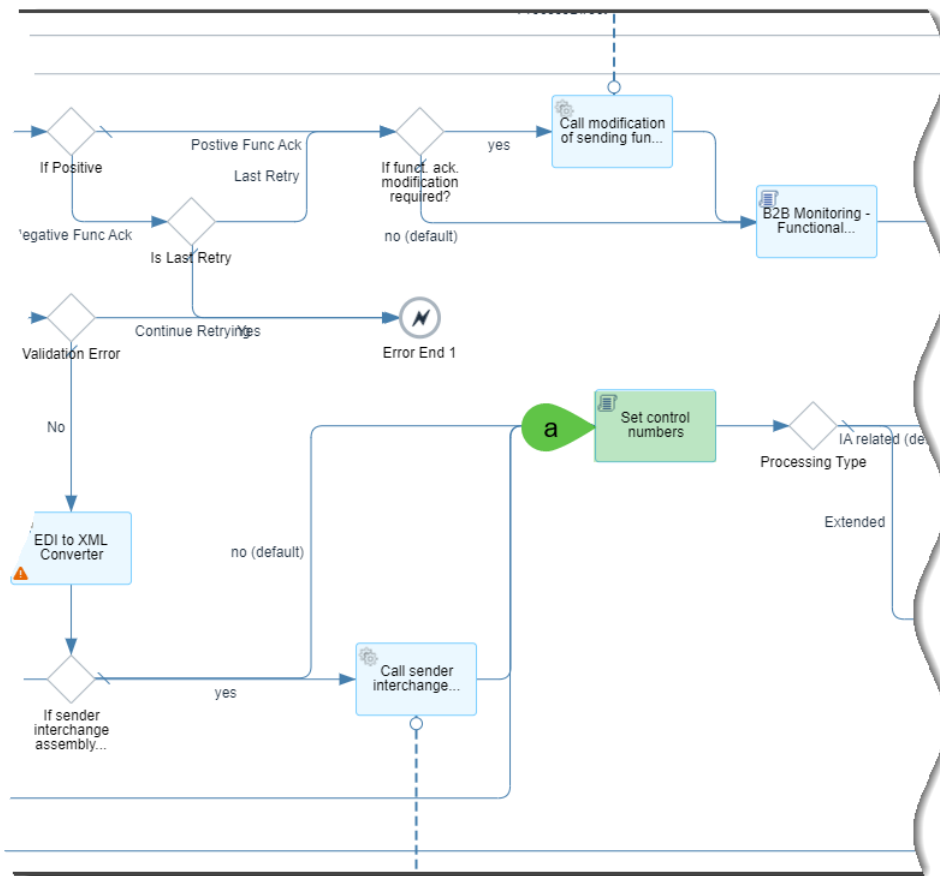 Call modification
of sending fun...
Postive Func Ack
yes
If Positive
If funct. ack.
modification
required?
Last Retry
B2B Monitoring -
Functional...
egative Func Ack
no (default)
Is Last Retry
Continue Retrying
Yes
Validation Error
Error End 1
a
Set control
numbers
No
IA related (de
Processing Type
Extended
EDI to XML
Converter
no (default)
Call sender
interchange...
yes
If sender
interchange
assembly...